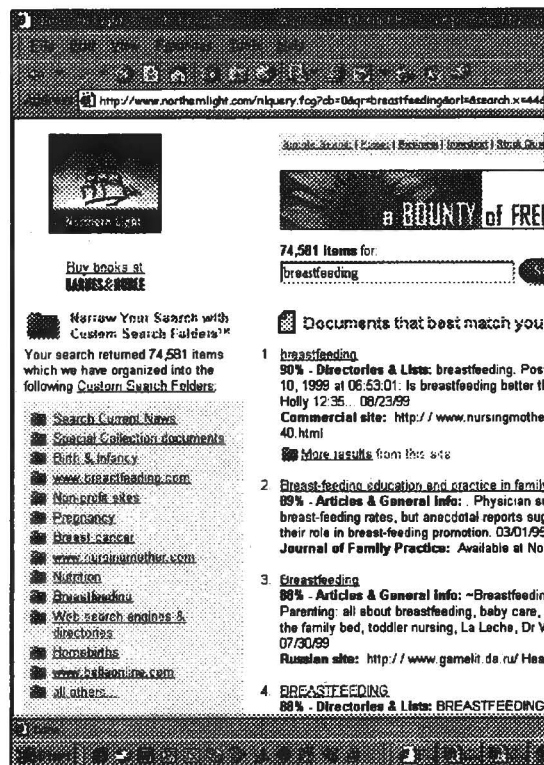 File Edit View Favorites Tools Help
http://www.northernlight.com/nlquery.fcg?cb=0&qr=breastfeeding&orl=&search.x=44&
Northern Light
Buy books at
BARNES&NOBLE
Narrow Your Search with
Custom Search Folders™
Your search returned 74,581 items
which we have organized into the
following Custom Search Folders:
Search Current News
Special Collection documents
Birth & Infancy
www.breastfeeding.com
Non-profit sites
Pregnancy
Breast cancer
www.nursingmother.com
Nutrition
Breastfeeding
Web search engines &
directories
Homebirths
www.bellaonline.com
all others...
Simple Search | Power | Business | Investext | Stock
a BOUNTY of FREE
74,581 items for:
breastfeeding
Documents that best match you
1 breastfeeding
90% - Directories & Lists: breastfeeding. Pos
10, 1999 at 06:53:01: Is breastfeeding better th
Holly 12:35... 08/23/99
Commercial site: http://www.nursingmothe
40.html
More results from this site
2. Breast-feeding education and practice in family
89% - Articles & General info: . Physician su
breast-feeding rates, but anecdotal reports sug
their role in breast-feeding promotion. 03/01/95
Journal of Family Practice: Available at No
3. Breastfeeding
88% - Articles & General info: ~Breastfeedin
Parenting: all about breastfeeding, baby care,
the family bed, toddler nursing, La Leche, Dr
07/30/99
Russian site: http://www.gamelit.da.ru/Hea
4. BREASTFEEDING
88% - Directories & Lists: BREASTFEEDING
Start